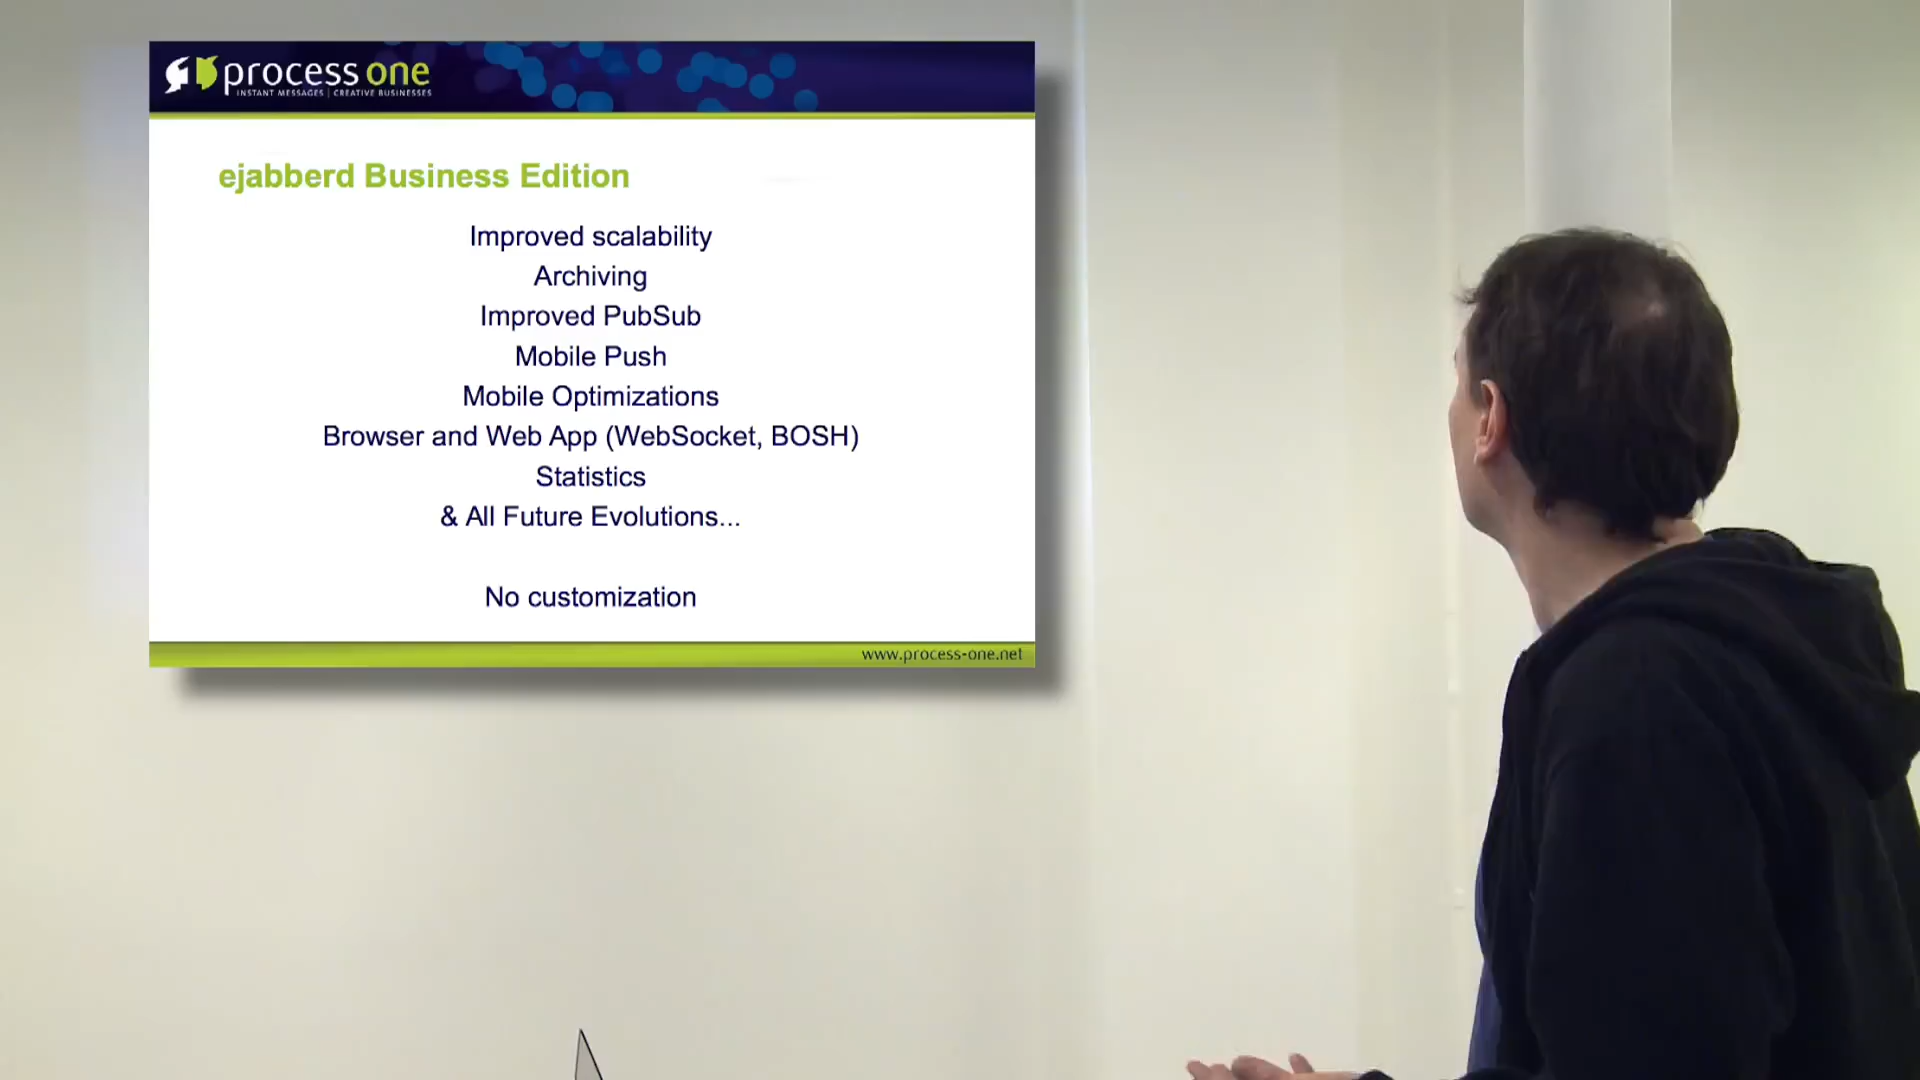 process one
INSTANT MESSAGES | CREATIVE BUSINESSES
ejabberd Business Edition
Improved scalability
Archiving
Improved PubSub
Mobile Push
Mobile Optimizations
Browser and Web App (WebSocket, BOSH)
Statistics
& All Future Evolutions...
No customization
www.process-one.net